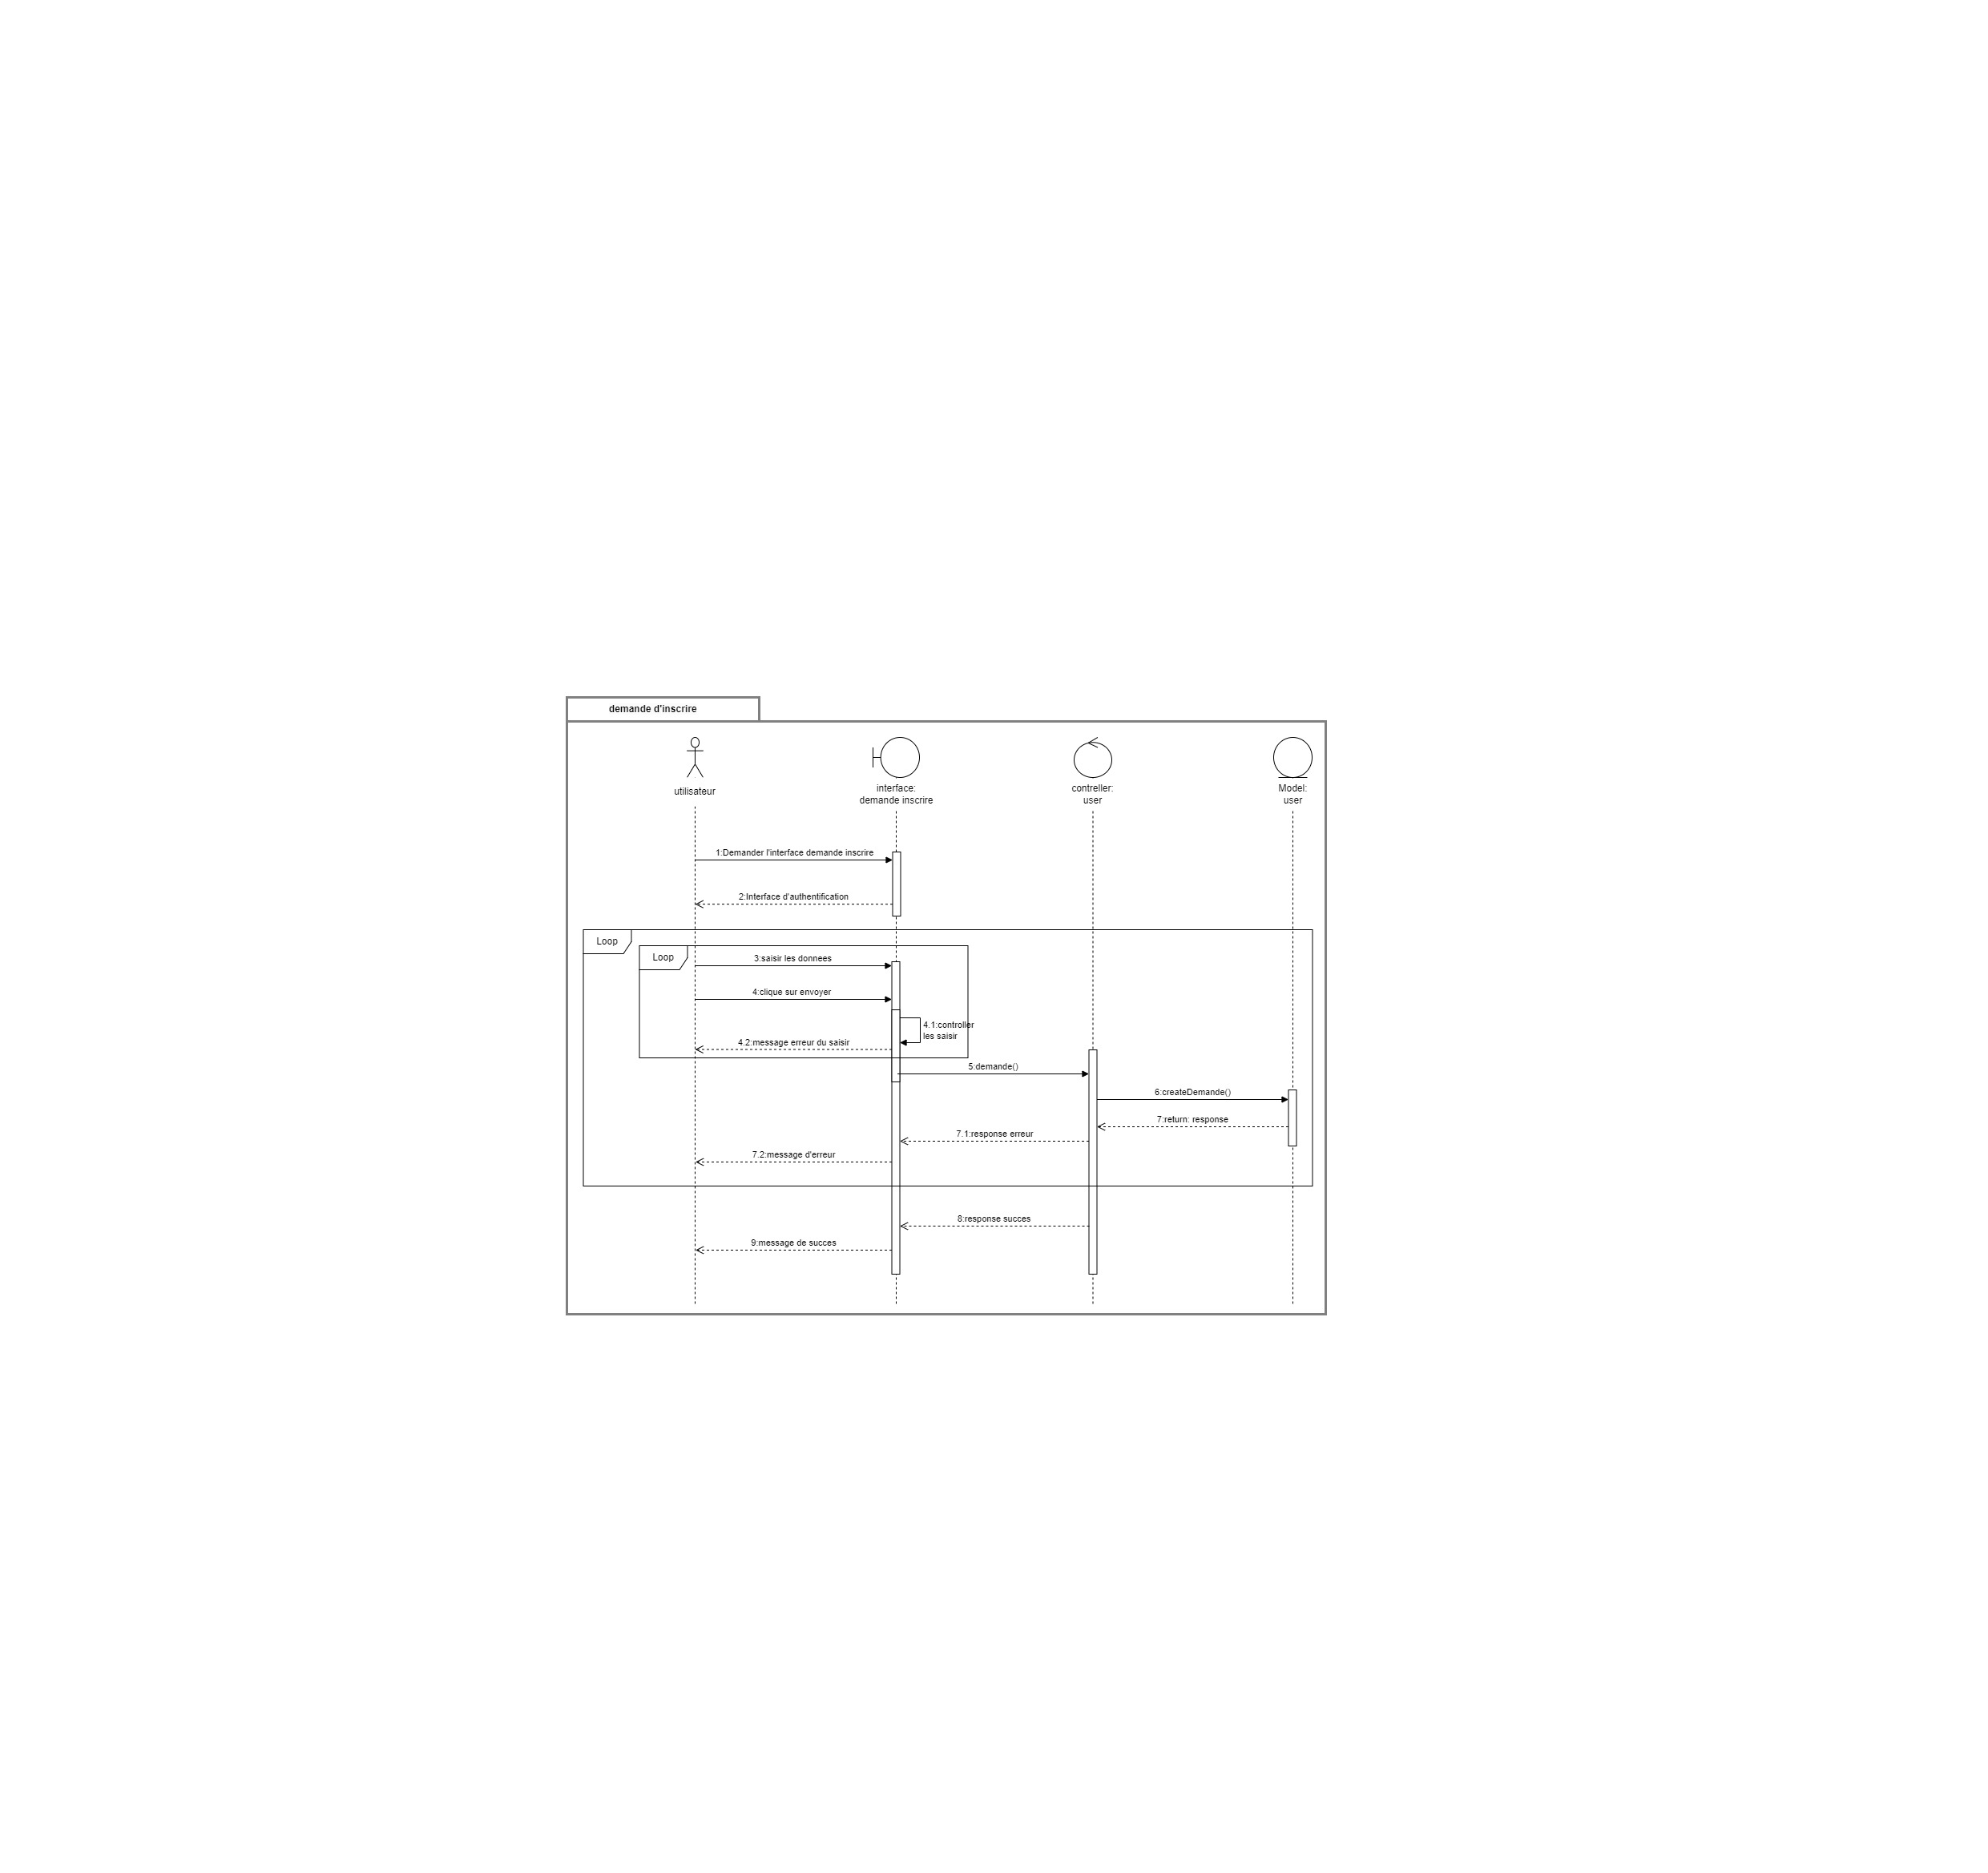 demande d'inscrire
utilisateur
interface:
demande inscrire
contreller:
user
Model:
user
1:Demander l'interface demande inscrire
2:Interface d'authentification
Loop
Loop
3:saisir les donnees
4:clique sur envoyer
4.1:controller
les saisir
4.2:message erreur du saisir
5:demande()
6:createDemande()
7:return: response
7.1:response erreur
7.2:message d'erreur
8:response succes
9:message de succes